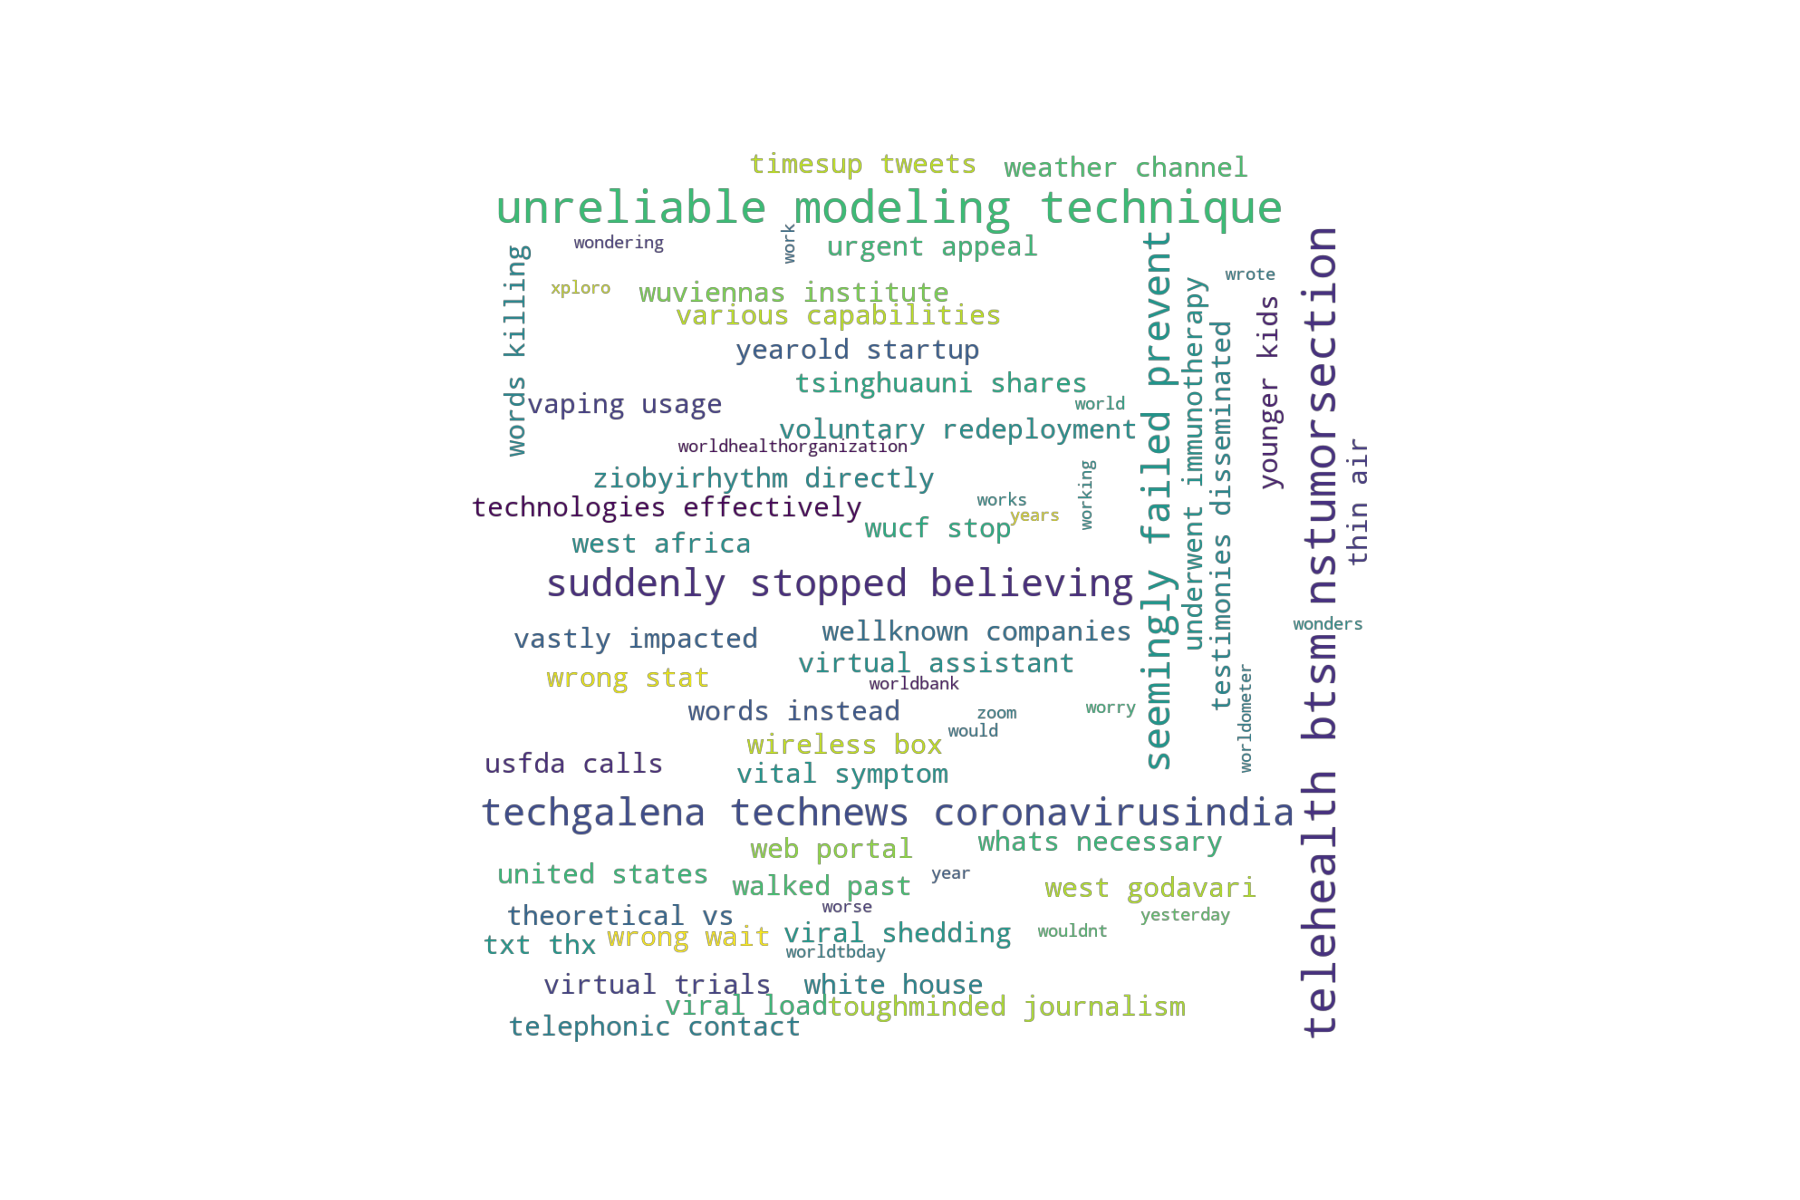 timesup tweets
weather channel
unreliable modeling technique
wondering
work
urgent appeal
words killing
xploro
wuviennas institute
various capabilities
yearold startup
tsinghuauni shares
vaping usage
world
voluntary redeployment
worldhealthorganization
ziobyirhythm directly
technologies effectively
works
years
working
wucf stop
west africa
suddenly stopped believing
seemingly failed prevent
underwent immunotherapy
testimonies disseminated
wrote
younger kids
telehealth btsm nstumorsection
thin air
wonders
vastly impacted
wellknown companies
virtual assistant
wrong stat
worldbank
words instead
zoom
worry
would
worldometer
wireless box
usfda calls
vital symptom
techgalena technews coronavirusindia
web portal
whats necessary
united states
walked past
year
west godavari
theoretical vs
worse
yesterday
txt thx
wrong wait
viral shedding
wouldnt
worldtbday
virtual trials
white house
viral load
toughminded journalism
telephonic contact